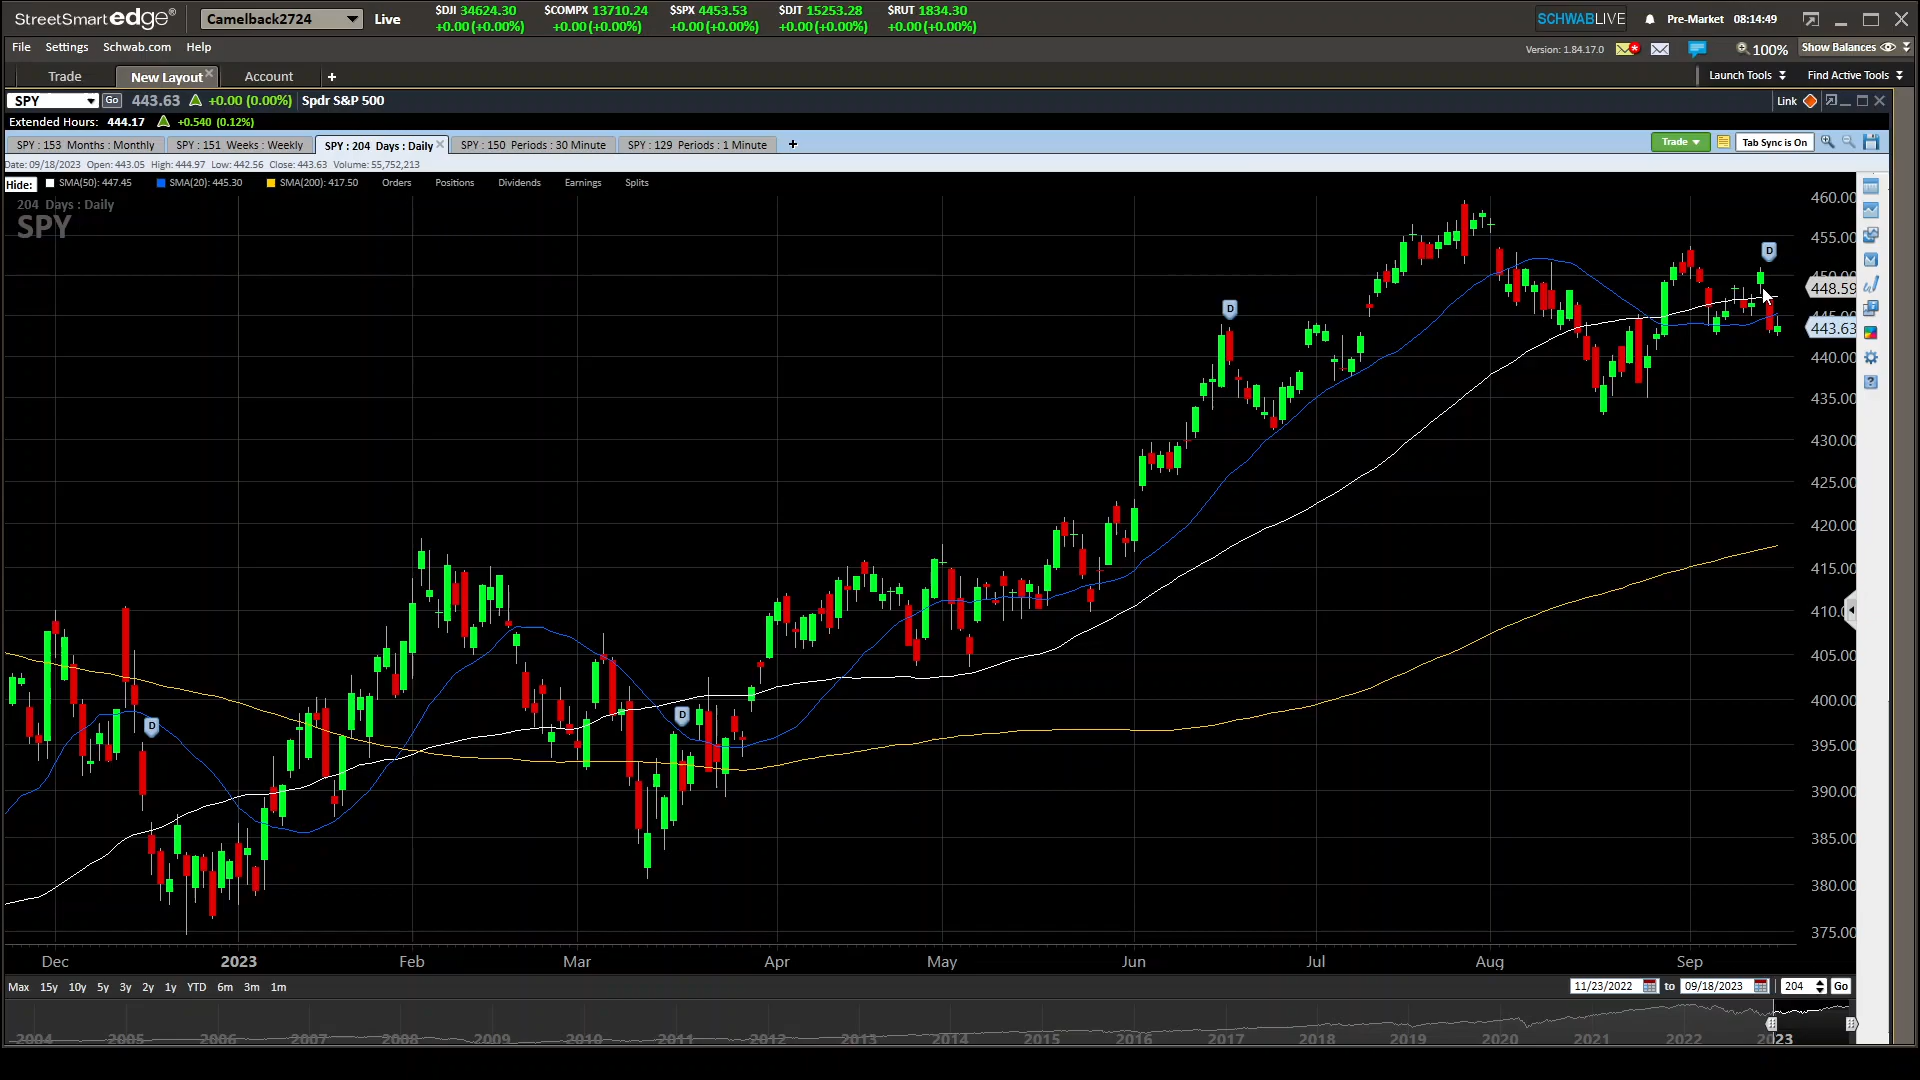 StreetSmart edge® Camelback2724 Live $DJI 34624.30 $COMPX 13710.24 $SPX 4453.53 $DJT 15253.28 $RUT 1834.30 SCHWABLIVE Pre-Market 08:14:49
+0.00 (+0.00%) +0.00 (+0.00%) +0.00 (+0.00%) +0.00 (+0.00%) +0.00 (+0.00%)
File Settings Schwab.com Help Version: 1.84.17.0 100% Show Balances
Trade New Layout Account + Launch Tools Find Active Tools
SPY Go 443.63 +0.00 (0.00%) Spdr S&P 500 Link
Extended Hours: 444.17 +0.540 (0.12%)
SPY : 153 Months : Monthly SPY : 151 Weeks : Weekly SPY : 204 Days : Daily SPY : 150 Periods : 30 Minute SPY : 129 Periods : 1 Minute + Trade Tab Sync is On
Date: 09/18/2023 Open: 443.05 High: 444.97 Low: 442.56 Close: 443.63 Volume: 55,752,213
Hide: SMA(50): 447.45 SMA(20): 445.30 SMA(200): 417.50 Orders Positions Dividends Earnings Splits
204 Days : Daily
SPY
460.00
455.00
D
450.00
448.59
D
445.00
443.63
440.00
435.00
430.00
425.00
420.00
415.00
410.00
405.00
400.00
D
D
395.00
390.00
385.00
380.00
375.00
Dec 2023 Feb Mar Apr May Jun Jul Aug Sep
Max 15y 10y 5y 3y 2y 1y YTD 6m 3m 1m 11/23/2022 to 09/18/2023 204 Go
2004 2005 2006 2007 2008 2009 2010 2011 2012 2013 2014 2015 2016 2017 2018 2019 2020 2021 2022 2023